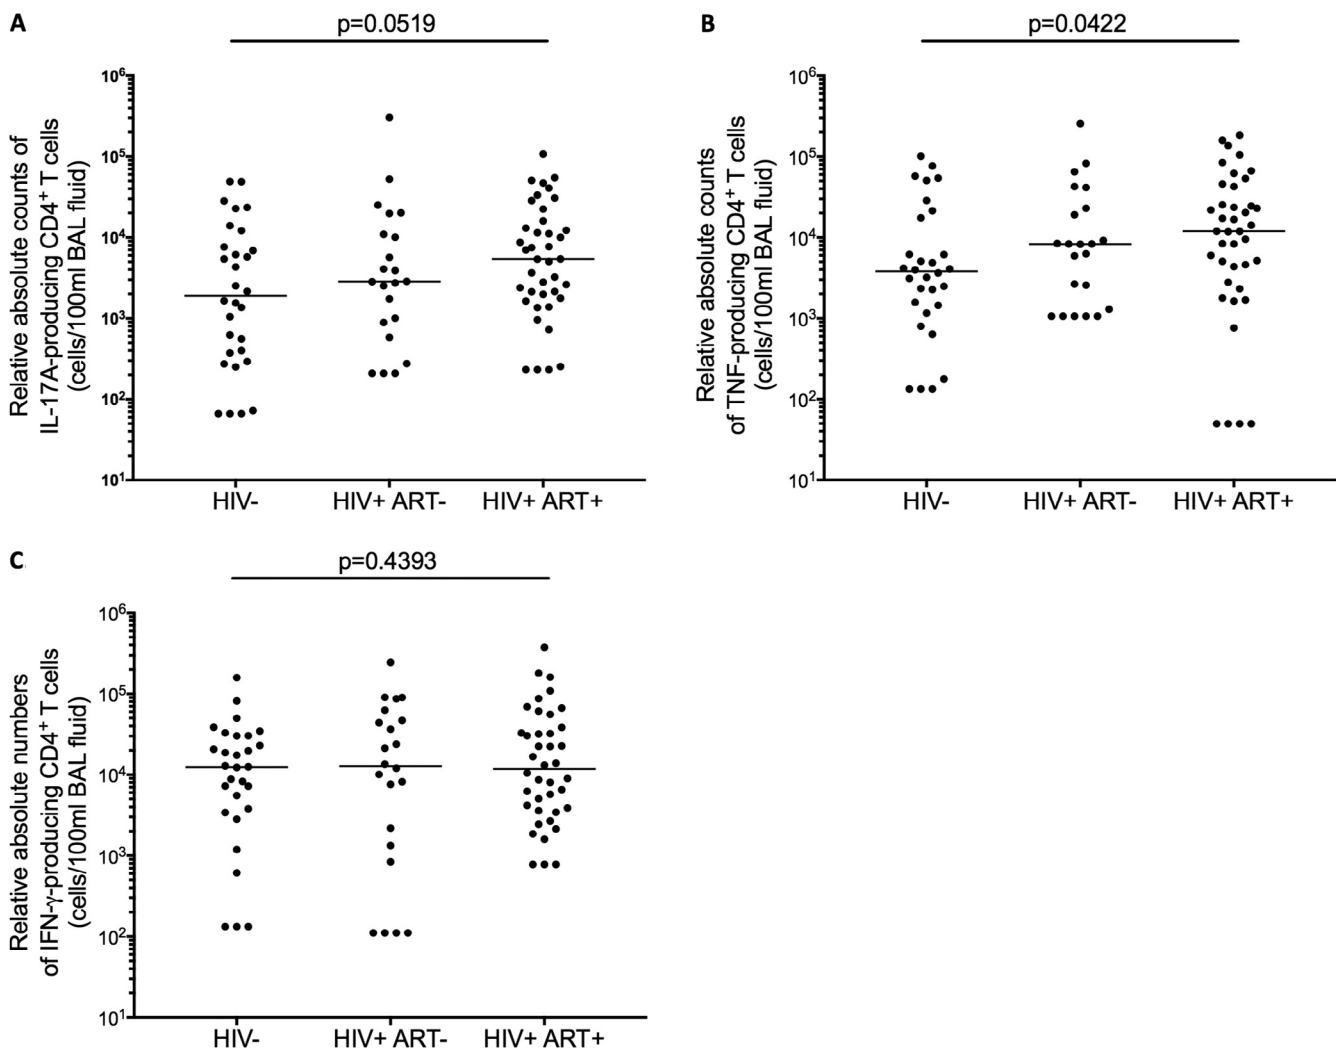 A
p=0.0519
Relative absolute counts of
IL-17A-producing CD4⁺ T cells
(cells/100ml BAL fluid)
10⁶
10⁵
10⁴
10³
10²
10¹
HIV- HIV+ ART- HIV+ ART+
B
p=0.0422
Relative absolute counts
of TNF-producing CD4⁺ T cells
(cells/100ml BAL fluid)
10⁶
10⁵
10⁴
10³
10²
10¹
HIV- HIV+ ART- HIV+ ART+
C
p=0.4393
Relative absolute numbers
of IFN-γ-producing CD4⁺ T cells
(cells/100ml BAL fluid)
10⁶
10⁵
10⁴
10³
10²
10¹
HIV- HIV+ ART- HIV+ ART+